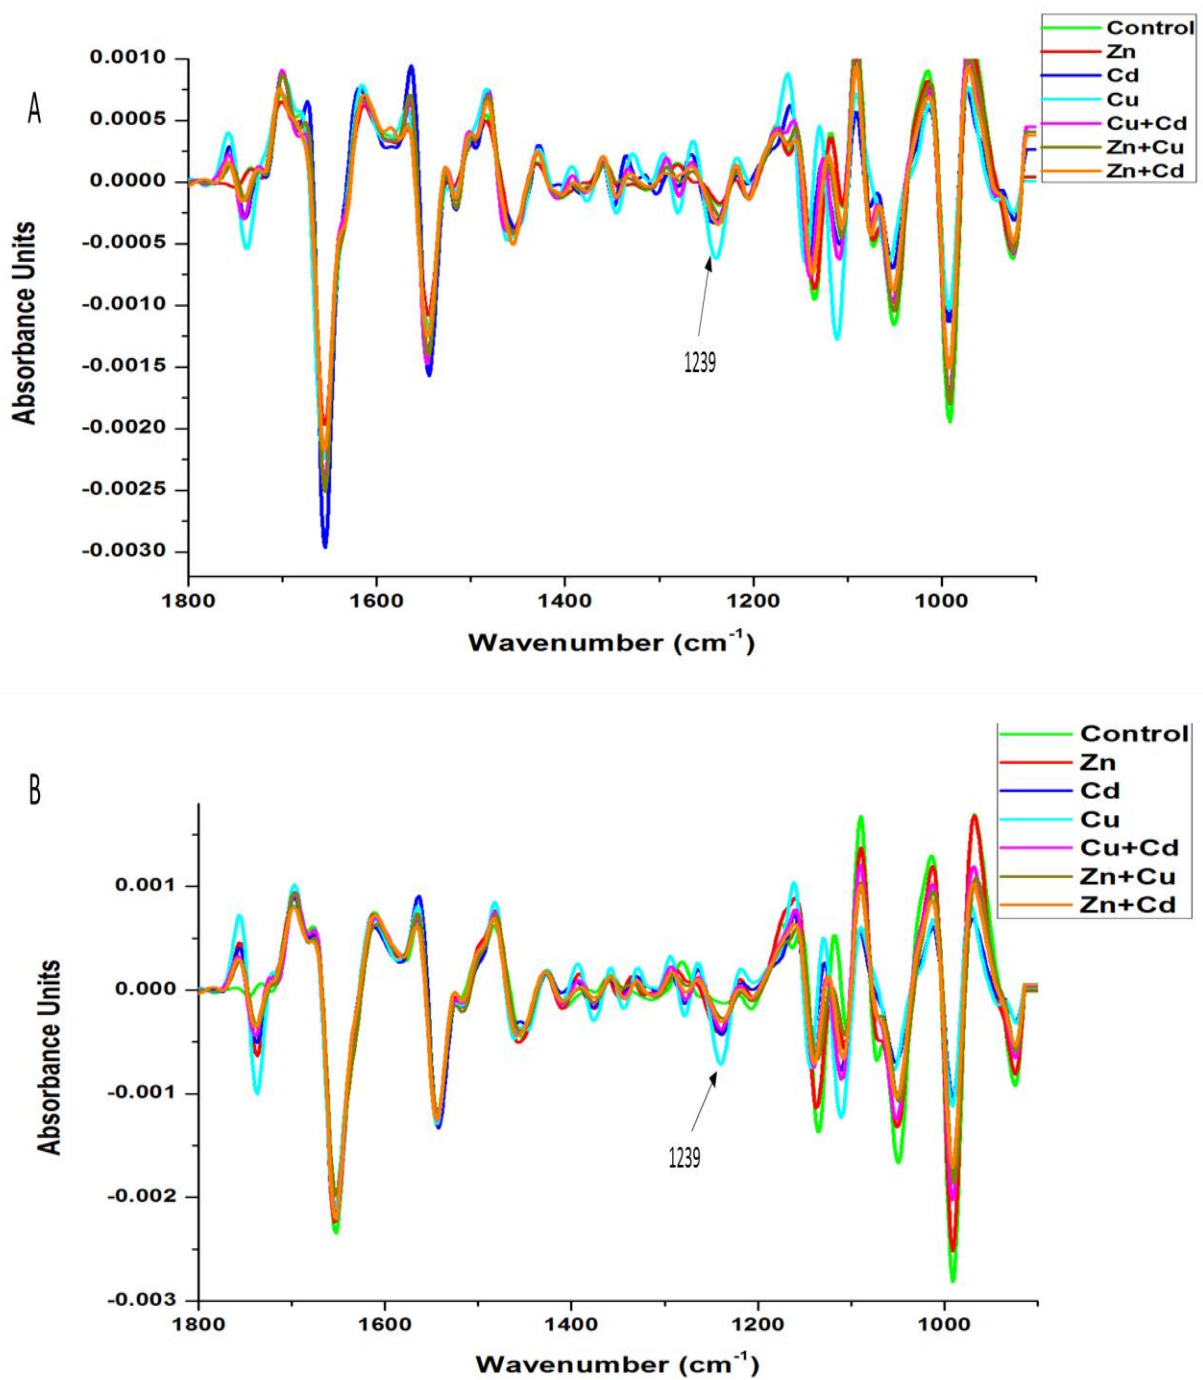 A
Control
Zn
Cd
Cu
Cu+Cd
Zn+Cu
Zn+Cd
0.0010
0.0005
0.0000
-0.0005
-0.0010
-0.0015
-0.0020
-0.0025
-0.0030
Absorbance Units
1239
1800 1600 1400 1200 1000
Wavenumber (cm⁻¹)
B
Control
Zn
Cd
Cu
Cu+Cd
Zn+Cu
Zn+Cd
0.001
0.000
-0.001
-0.002
-0.003
Absorbance Units
1239
1800 1600 1400 1200 1000
Wavenumber (cm⁻¹)